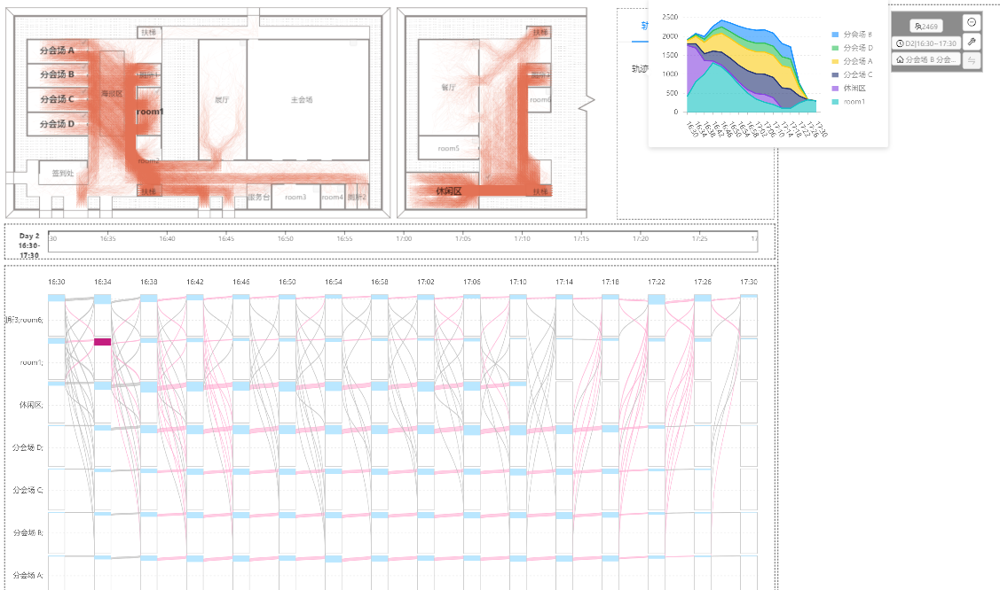 扶梯
分会场 A
分会场 B
分会场 C
分会场 D
海报区
厕所1
room1
展厅
主会场
room2
签到处
扶梯
服务台
room3
room4
厕所2
扶梯
餐厅
room6
room5
休闲区
扶梯
轨迹
2500
2000
1500
1000
500
0
16:30
16:34
16:38
16:42
16:46
16:50
16:54
16:58
17:02
17:06
17:10
17:14
17:18
17:22
17:26
17:30
分会场 B
分会场 D
分会场 A
分会场 C
休闲区
room1
2469
D2|16:30~17:30
分会场 B 分会...
Day 2
16:30-
17:30
:30
16:35
16:40
16:45
16:50
16:55
17:00
17:05
17:10
17:15
17:20
17:25
16:30
16:34
16:38
16:42
16:46
16:50
16:54
16:58
17:02
17:06
17:10
17:14
17:18
17:22
17:26
17:30
所3;room6;
room1;
休闲区;
分会场 D;
分会场 C;
分会场 B;
分会场 A;